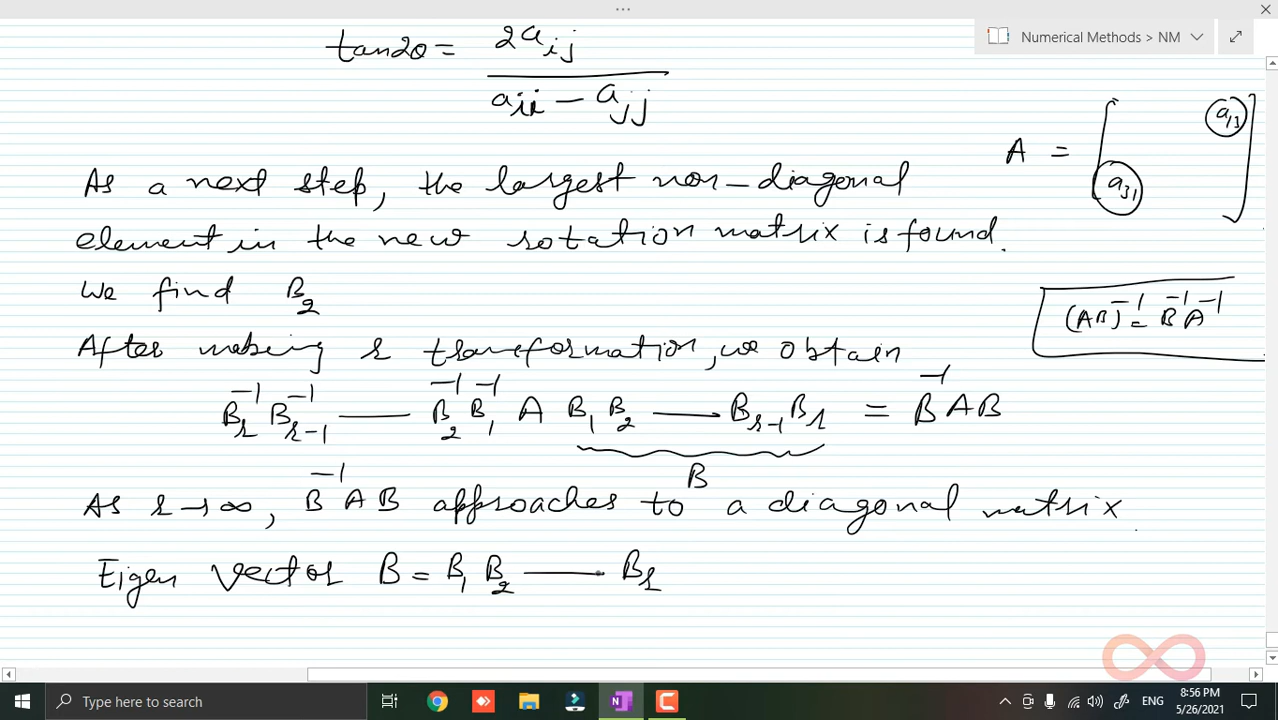 Numerical Methods > NM
tan2θ = 2aij / aii − ajj
A = [ a13 a31 ]
As a next step, the largest non-diagonal
element in the new rotation matrix is found.
We find B2
(AB)^-1 = B^-1 A^-1
After making r transformation, we obtain
Br^-1 Br-1^-1 — B2^-1 B1^-1 A B1 B2 — Br-1 Br = B^-1 A B
B
As r → ∞, B^-1 A B approaches to a diagonal matrix.
Eigen vector B = B1 B2 — Br
Type here to search
ENG
8:56 PM
5/26/2021